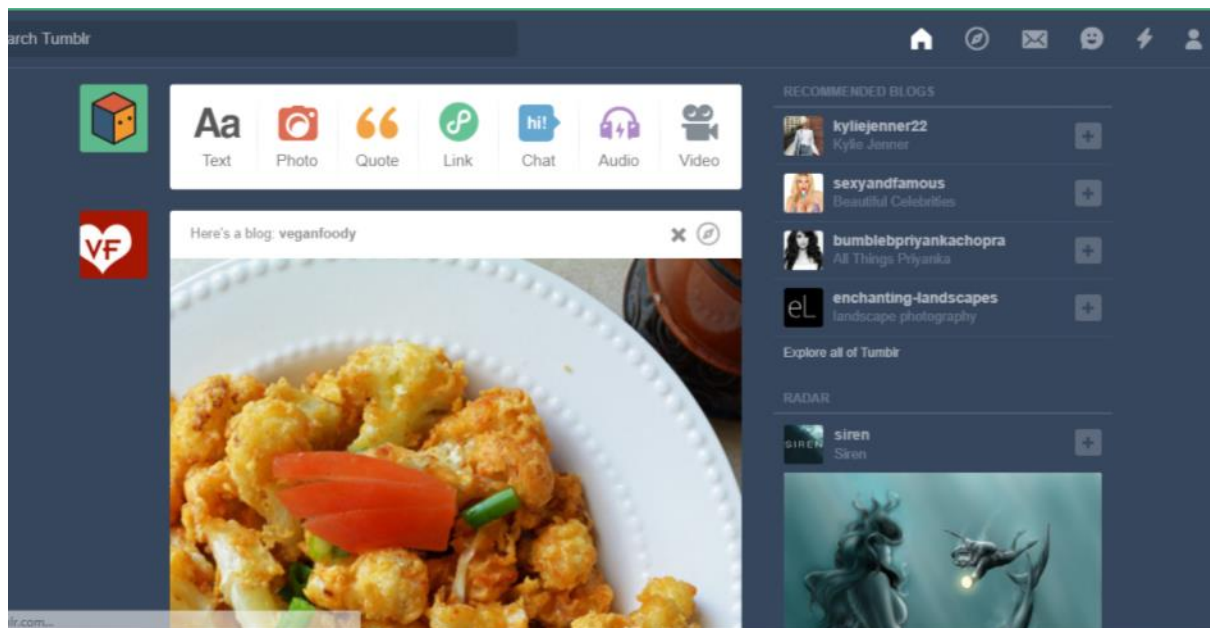 arch Tumblr
Aa
hi!
Text Photo Quote Link Chat Audio Video
VF
Here's a blog: veganfoody
RECOMMENDED BLOGS
kyliejenner22
Kylie Jenner
sexyandfamous
Beautiful Celebrities
bumblebpriyankachopra
All Things Priyanka
eL
enchanting-landscapes
landscape photography
Explore all of Tumblr
RADAR
SIREN
siren
Siren
lr.com...